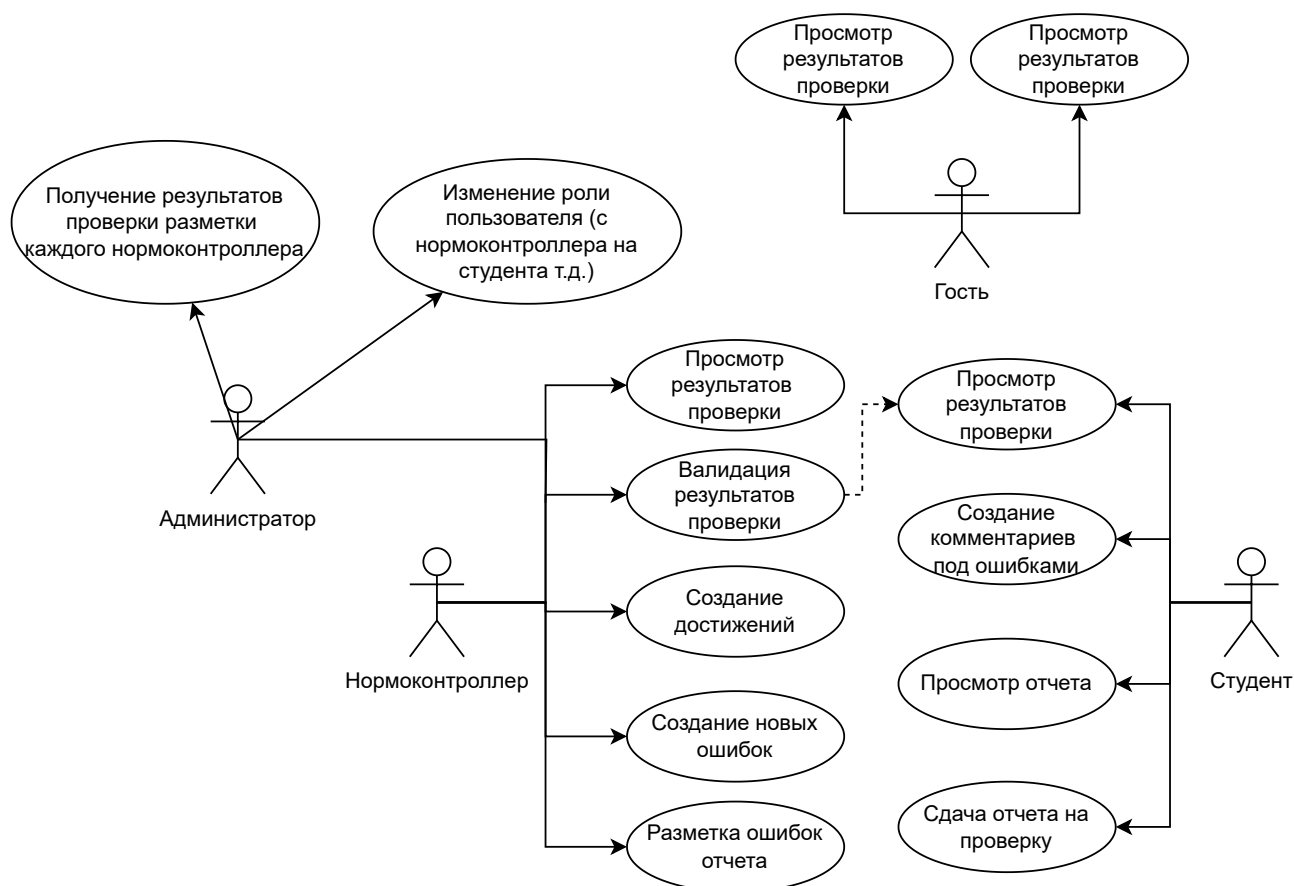 Просмотр
результатов
проверки
Просмотр
результатов
проверки
Гость
Получение результатов
проверки разметки
каждого нормоконтроллера
Изменение роли
пользователя (с
нормоконтроллера на
студента т.д.)
Администратор
Просмотр
результатов
проверки
Валидация
результатов
проверки
Создание
достижений
Создание новых
ошибок
Разметка ошибок
отчета
Нормоконтроллер
Просмотр
результатов
проверки
Создание
комментариев
под ошибками
Просмотр отчета
Сдача отчета на
проверку
Студент